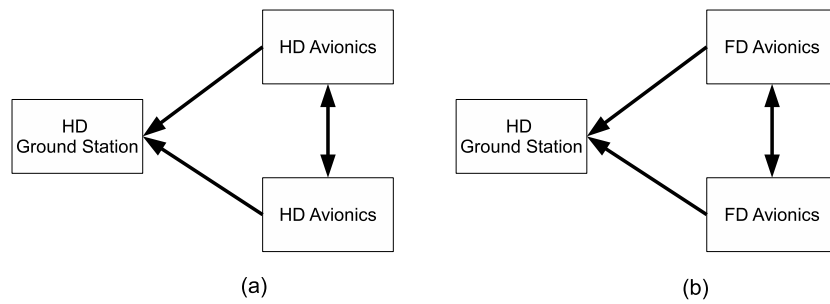 HD Avionics
HD
Ground Station
HD Avionics
(a)
FD Avionics
HD
Ground Station
FD Avionics
(b)